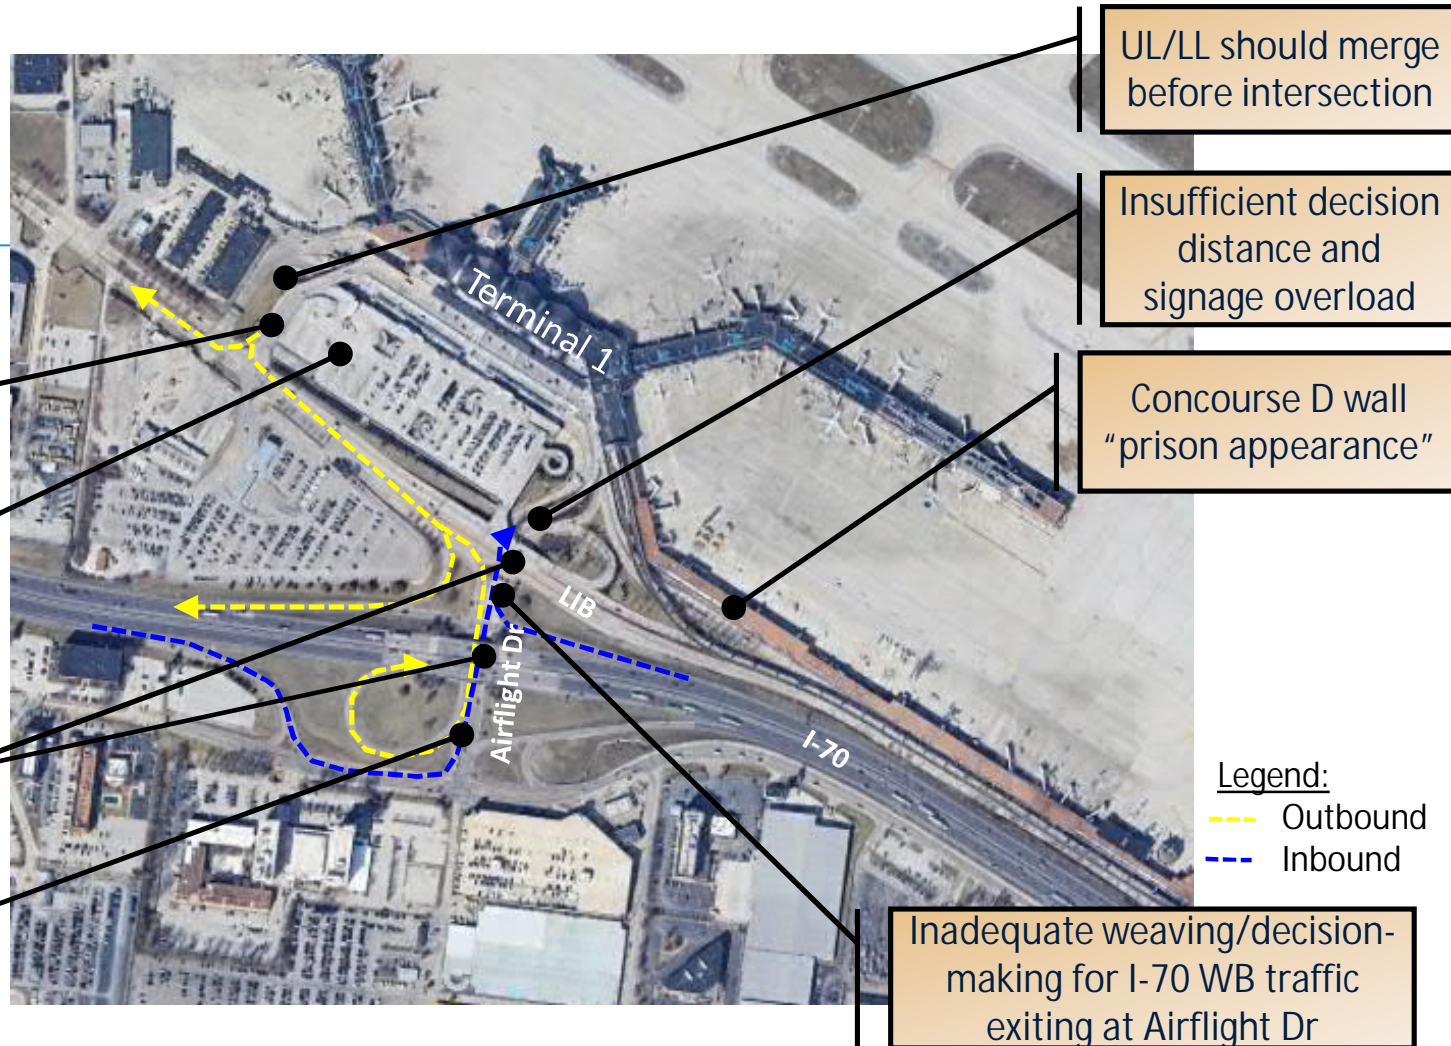 UL/LL should merge
before intersection
Insufficient decision
distance and
signage overload
Concourse D wall
“prison appearance”
Terminal 1
LIB
Airflight Dr
I-70
Legend:
Outbound
Inbound
Inadequate weaving/decision-
making for I-70 WB traffic
exiting at Airflight Dr